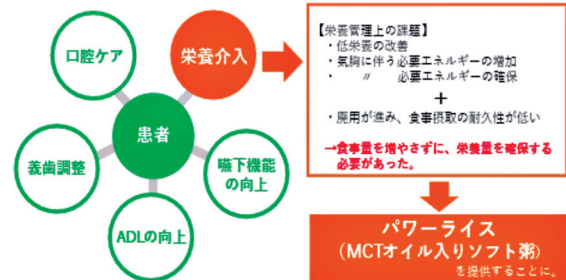 口腔ケア
栄養介入
患者
義歯調整
嚥下機能
の向上
ADLの向上
【栄養管理上の課題】
・低栄養の改善
・気胸に伴う必要エネルギーの増加
・　〃　　必要エネルギーの確保
＋
・廃用が進み、食事摂取の耐久性が低い
→食事量を増やさずに、栄養量を確保する
必要があった。
パワーライス
（MCTオイル入りソフト粥）
を提供することに。